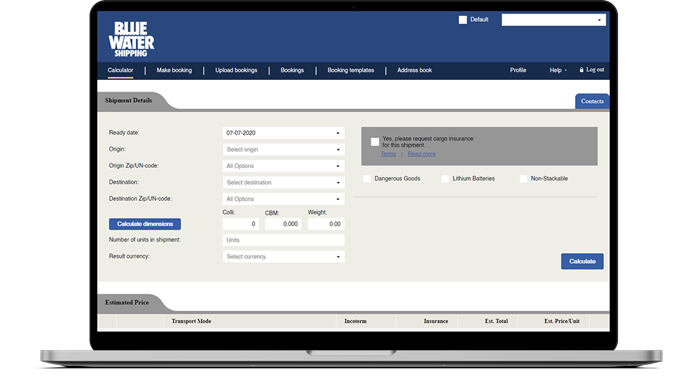 Default
BLUE
WATER
SHIPPING
Calculator
Make booking
Upload bookings
Bookings
Booking templates
Address book
Profile
Help
Log out
Shipment Details
Contacts
Ready date:
07-07-2020
Origin:
Select origin
Origin Zip/UN-code:
All Options
Destination:
Select destination
Destination Zip/UN-code:
All Options
Colli:
CBM:
Weight:
Calculate dimensions
0
0.000
0.00
Number of units in shipment:
Units
Result currency:
Select currency
Yes, please request cargo insurance
for this shipment.
Terms | Read more
Dangerous Goods
Lithium Batteries
Non-Stackable
Calculate
Estimated Price
Transport Mode
Incoterm
Insurance
Est. Total
Est. Price/Unit